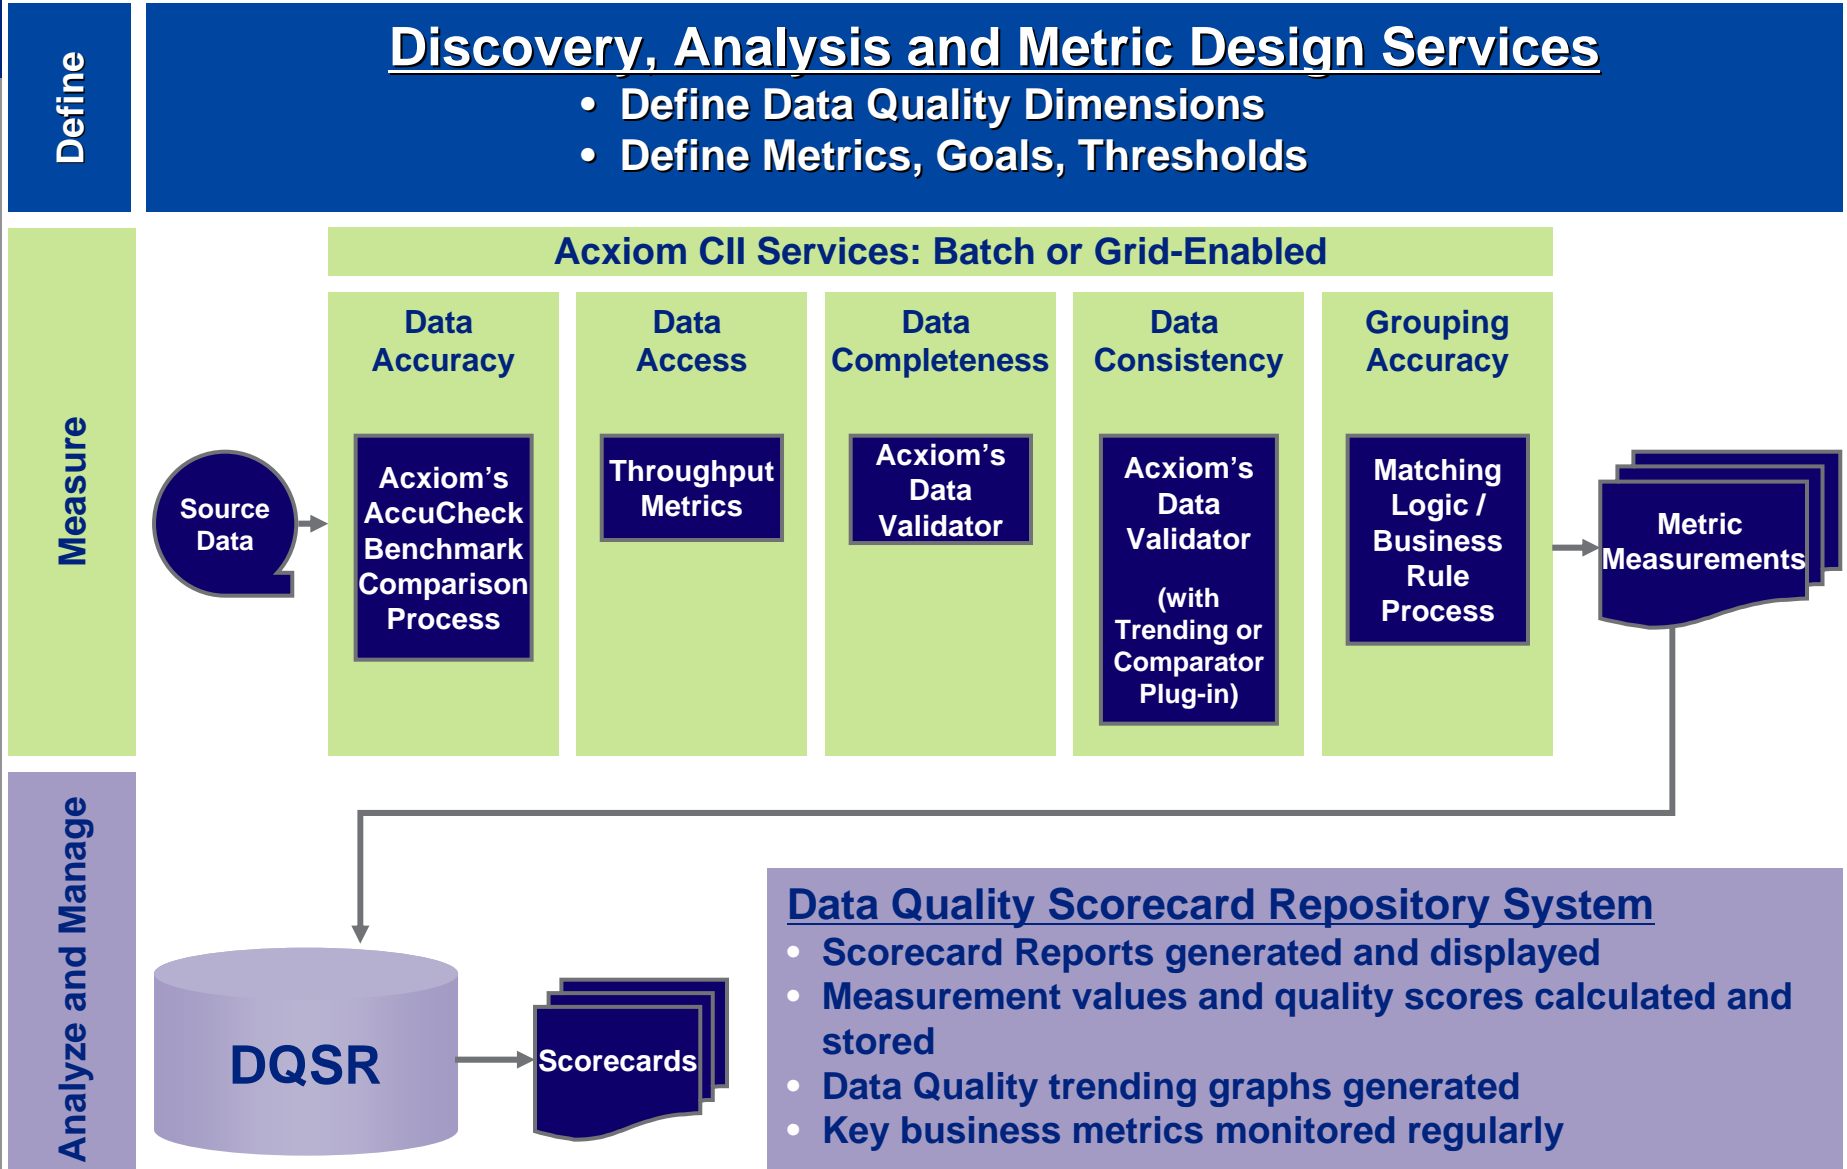 Define
Discovery, Analysis and Metric Design Services
• Define Data Quality Dimensions
• Define Metrics, Goals, Thresholds
Measure
Acxiom CII Services: Batch or Grid-Enabled
Data
Accuracy
Data
Access
Data
Completeness
Data
Consistency
Grouping
Accuracy
Source
Data
Acxiom’s
AccuCheck
Benchmark
Comparison
Process
Throughput
Metrics
Acxiom’s
Data
Validator
Acxiom’s
Data
Validator
(with
Trending or
Comparator
Plug-in)
Matching
Logic /
Business
Rule
Process
Metric
Measurements
Analyze and Manage
DQSR
Scorecards
Data Quality Scorecard Repository System
• Scorecard Reports generated and displayed
• Measurement values and quality scores calculated and
stored
• Data Quality trending graphs generated
• Key business metrics monitored regularly